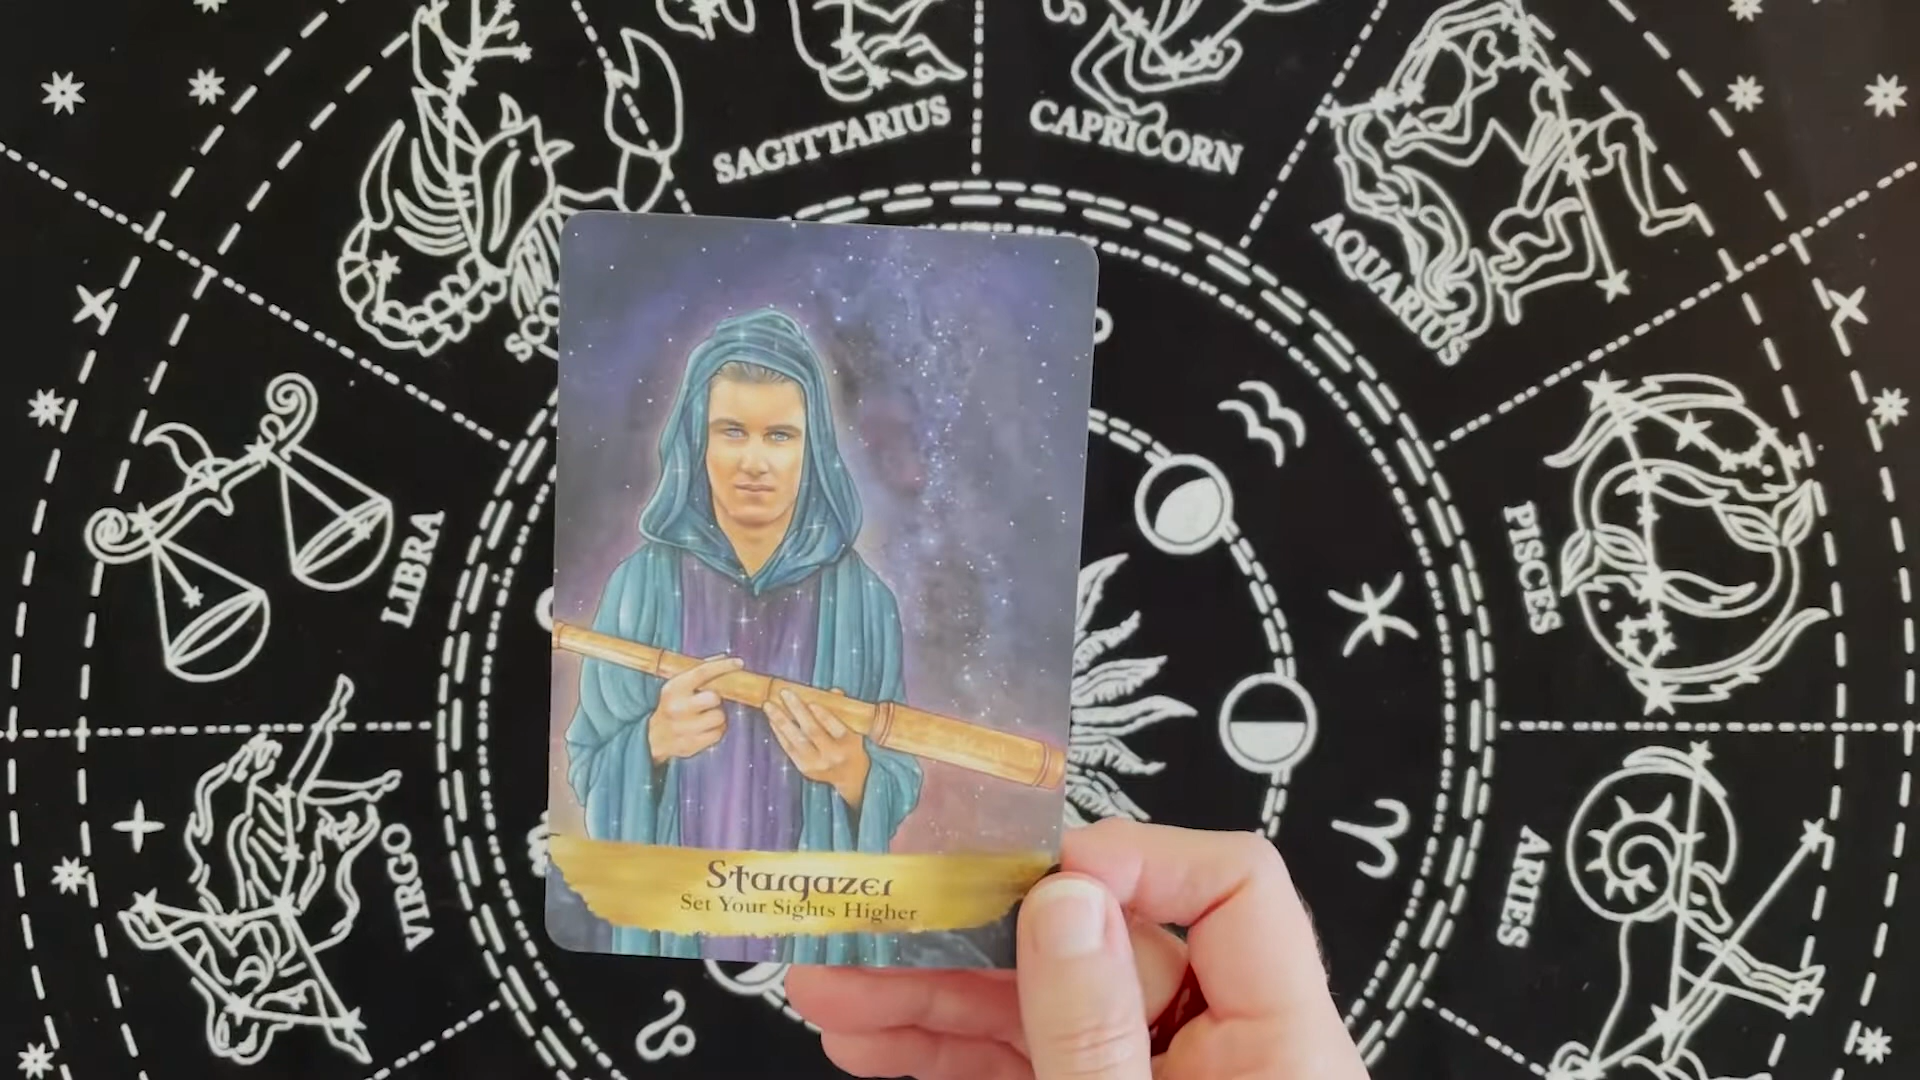 SAGITTARIUS
CAPRICORN
AQUARIUS
LIBRA
PISCES
VIRGO
ARIES
Stargazer
Set Your Sights Higher